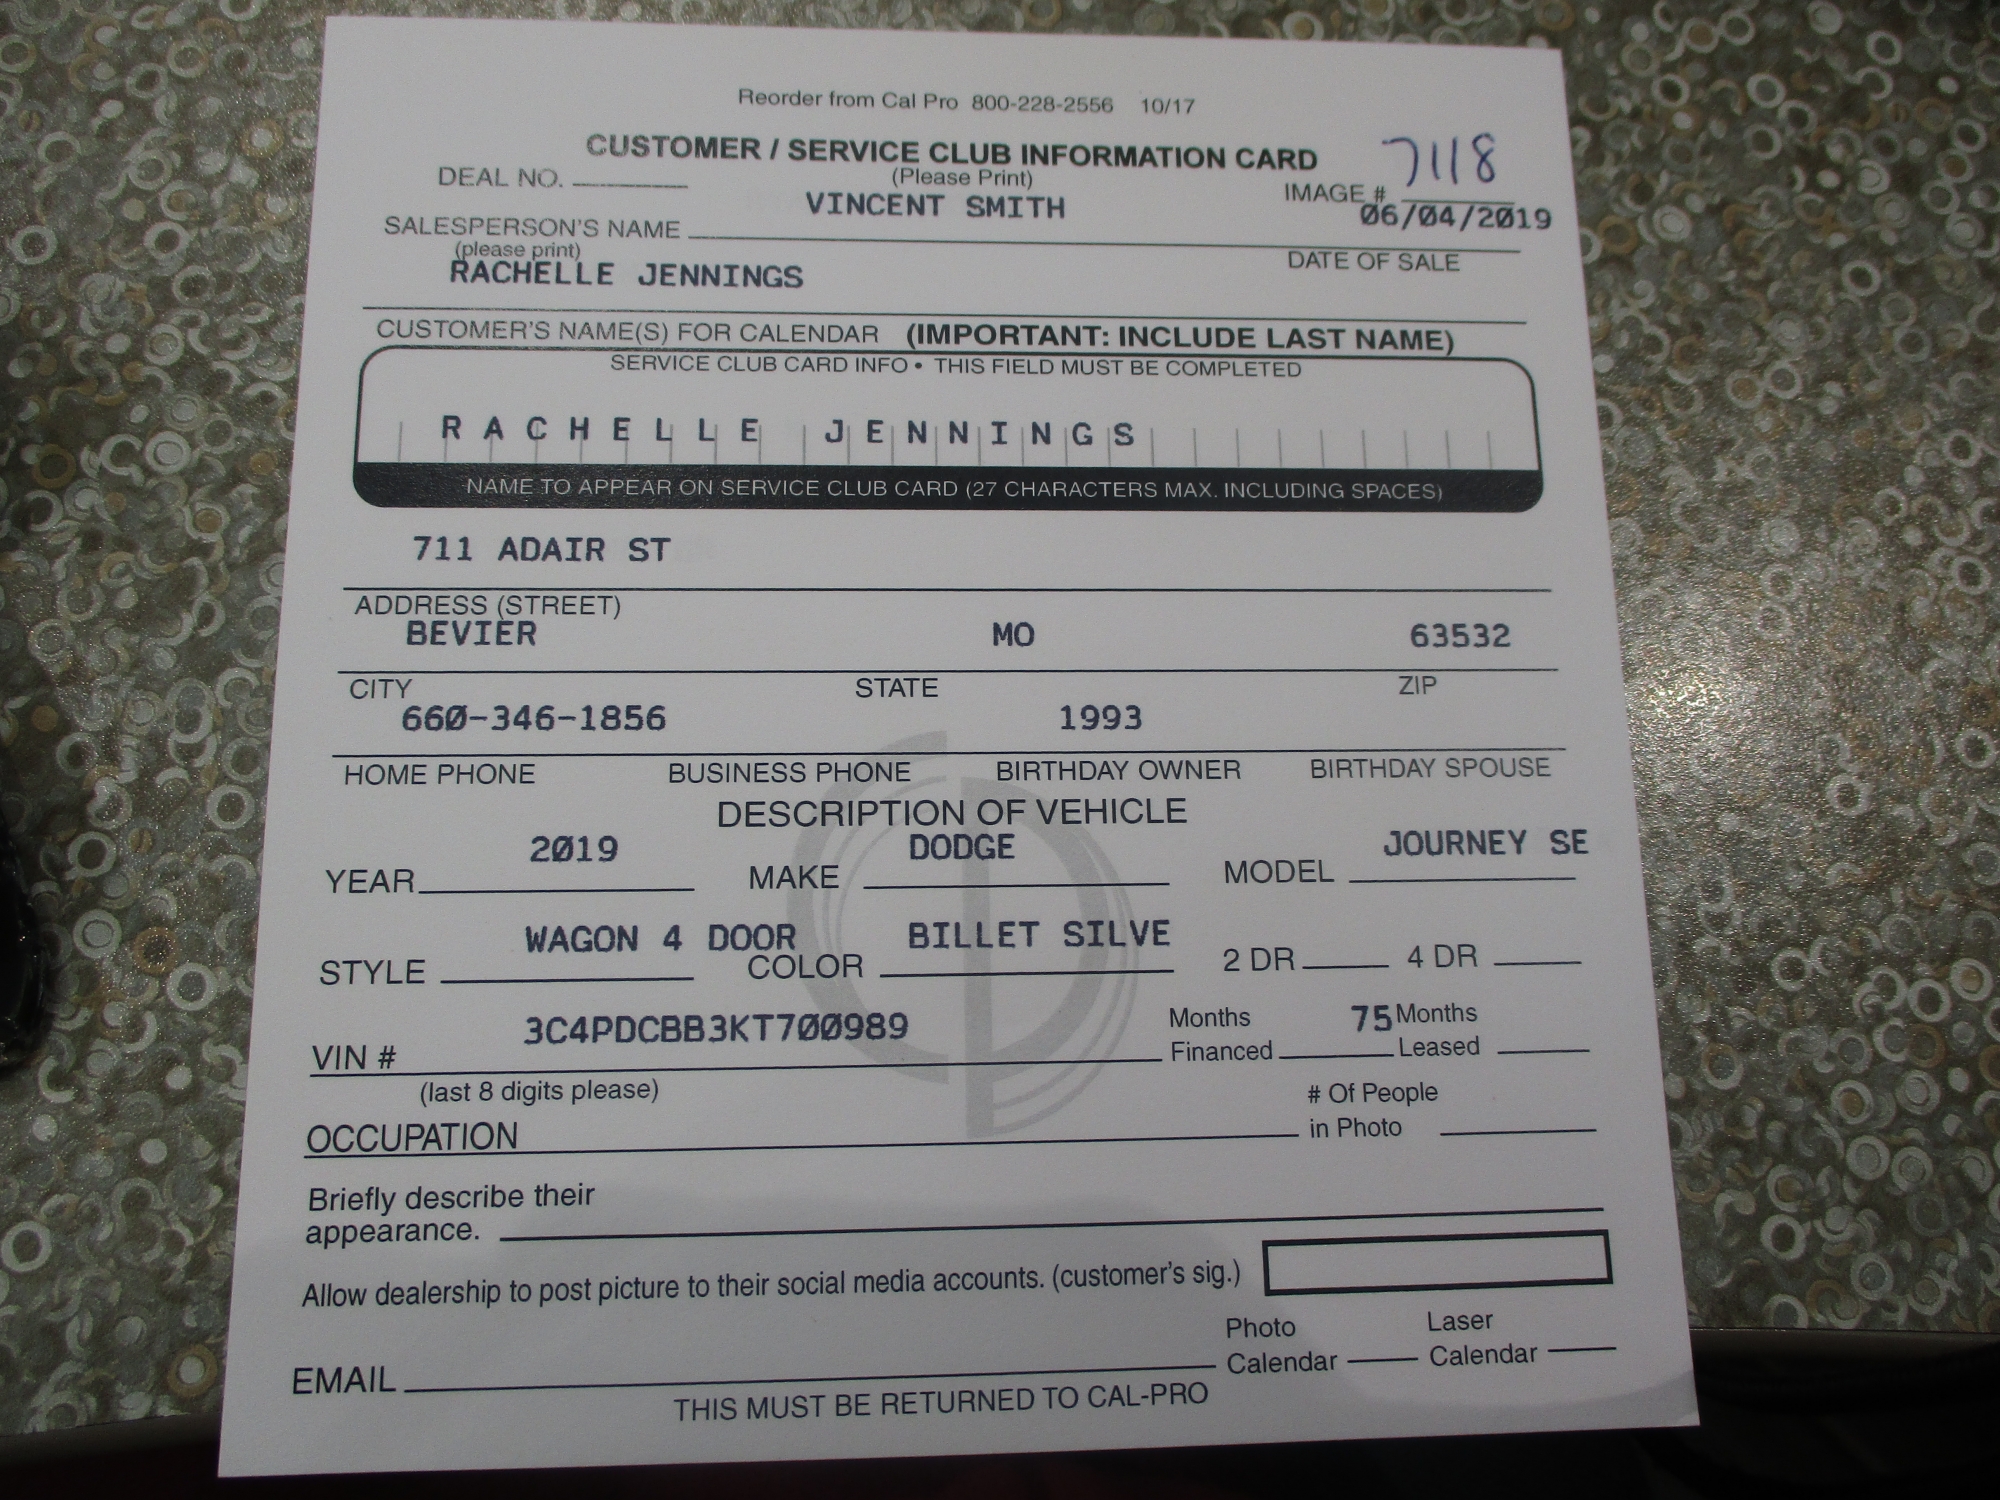 Reorder from Cal Pro 800-228-2556 10/17
CUSTOMER / SERVICE CLUB INFORMATION CARD
(Please Print)
7118
DEAL NO.
IMAGE #
VINCENT SMITH
06/04/2019
SALESPERSON'S NAME
(please print)
DATE OF SALE
RACHELLE JENNINGS
CUSTOMER'S NAME(S) FOR CALENDAR (IMPORTANT: INCLUDE LAST NAME)
SERVICE CLUB CARD INFO • THIS FIELD MUST BE COMPLETED
RACHELLE JENNINGS
NAME TO APPEAR ON SERVICE CLUB CARD (27 CHARACTERS MAX. INCLUDING SPACES)
711 ADAIR ST
ADDRESS (STREET)
BEVIER MO 63532
CITY STATE ZIP
660-346-1856 1993
HOME PHONE BUSINESS PHONE BIRTHDAY OWNER BIRTHDAY SPOUSE
DESCRIPTION OF VEHICLE
2019 DODGE JOURNEY SE
YEAR MAKE MODEL
WAGON 4 DOOR BILLET SILVE
STYLE COLOR 2 DR 4 DR
3C4PDCBB3KT700989 Months 75 Months
VIN # Financed Leased
(last 8 digits please) # Of People
OCCUPATION in Photo
Briefly describe their
appearance.
Allow dealership to post picture to their social media accounts. (customer's sig.)
Photo Laser
EMAIL Calendar Calendar
THIS MUST BE RETURNED TO CAL-PRO